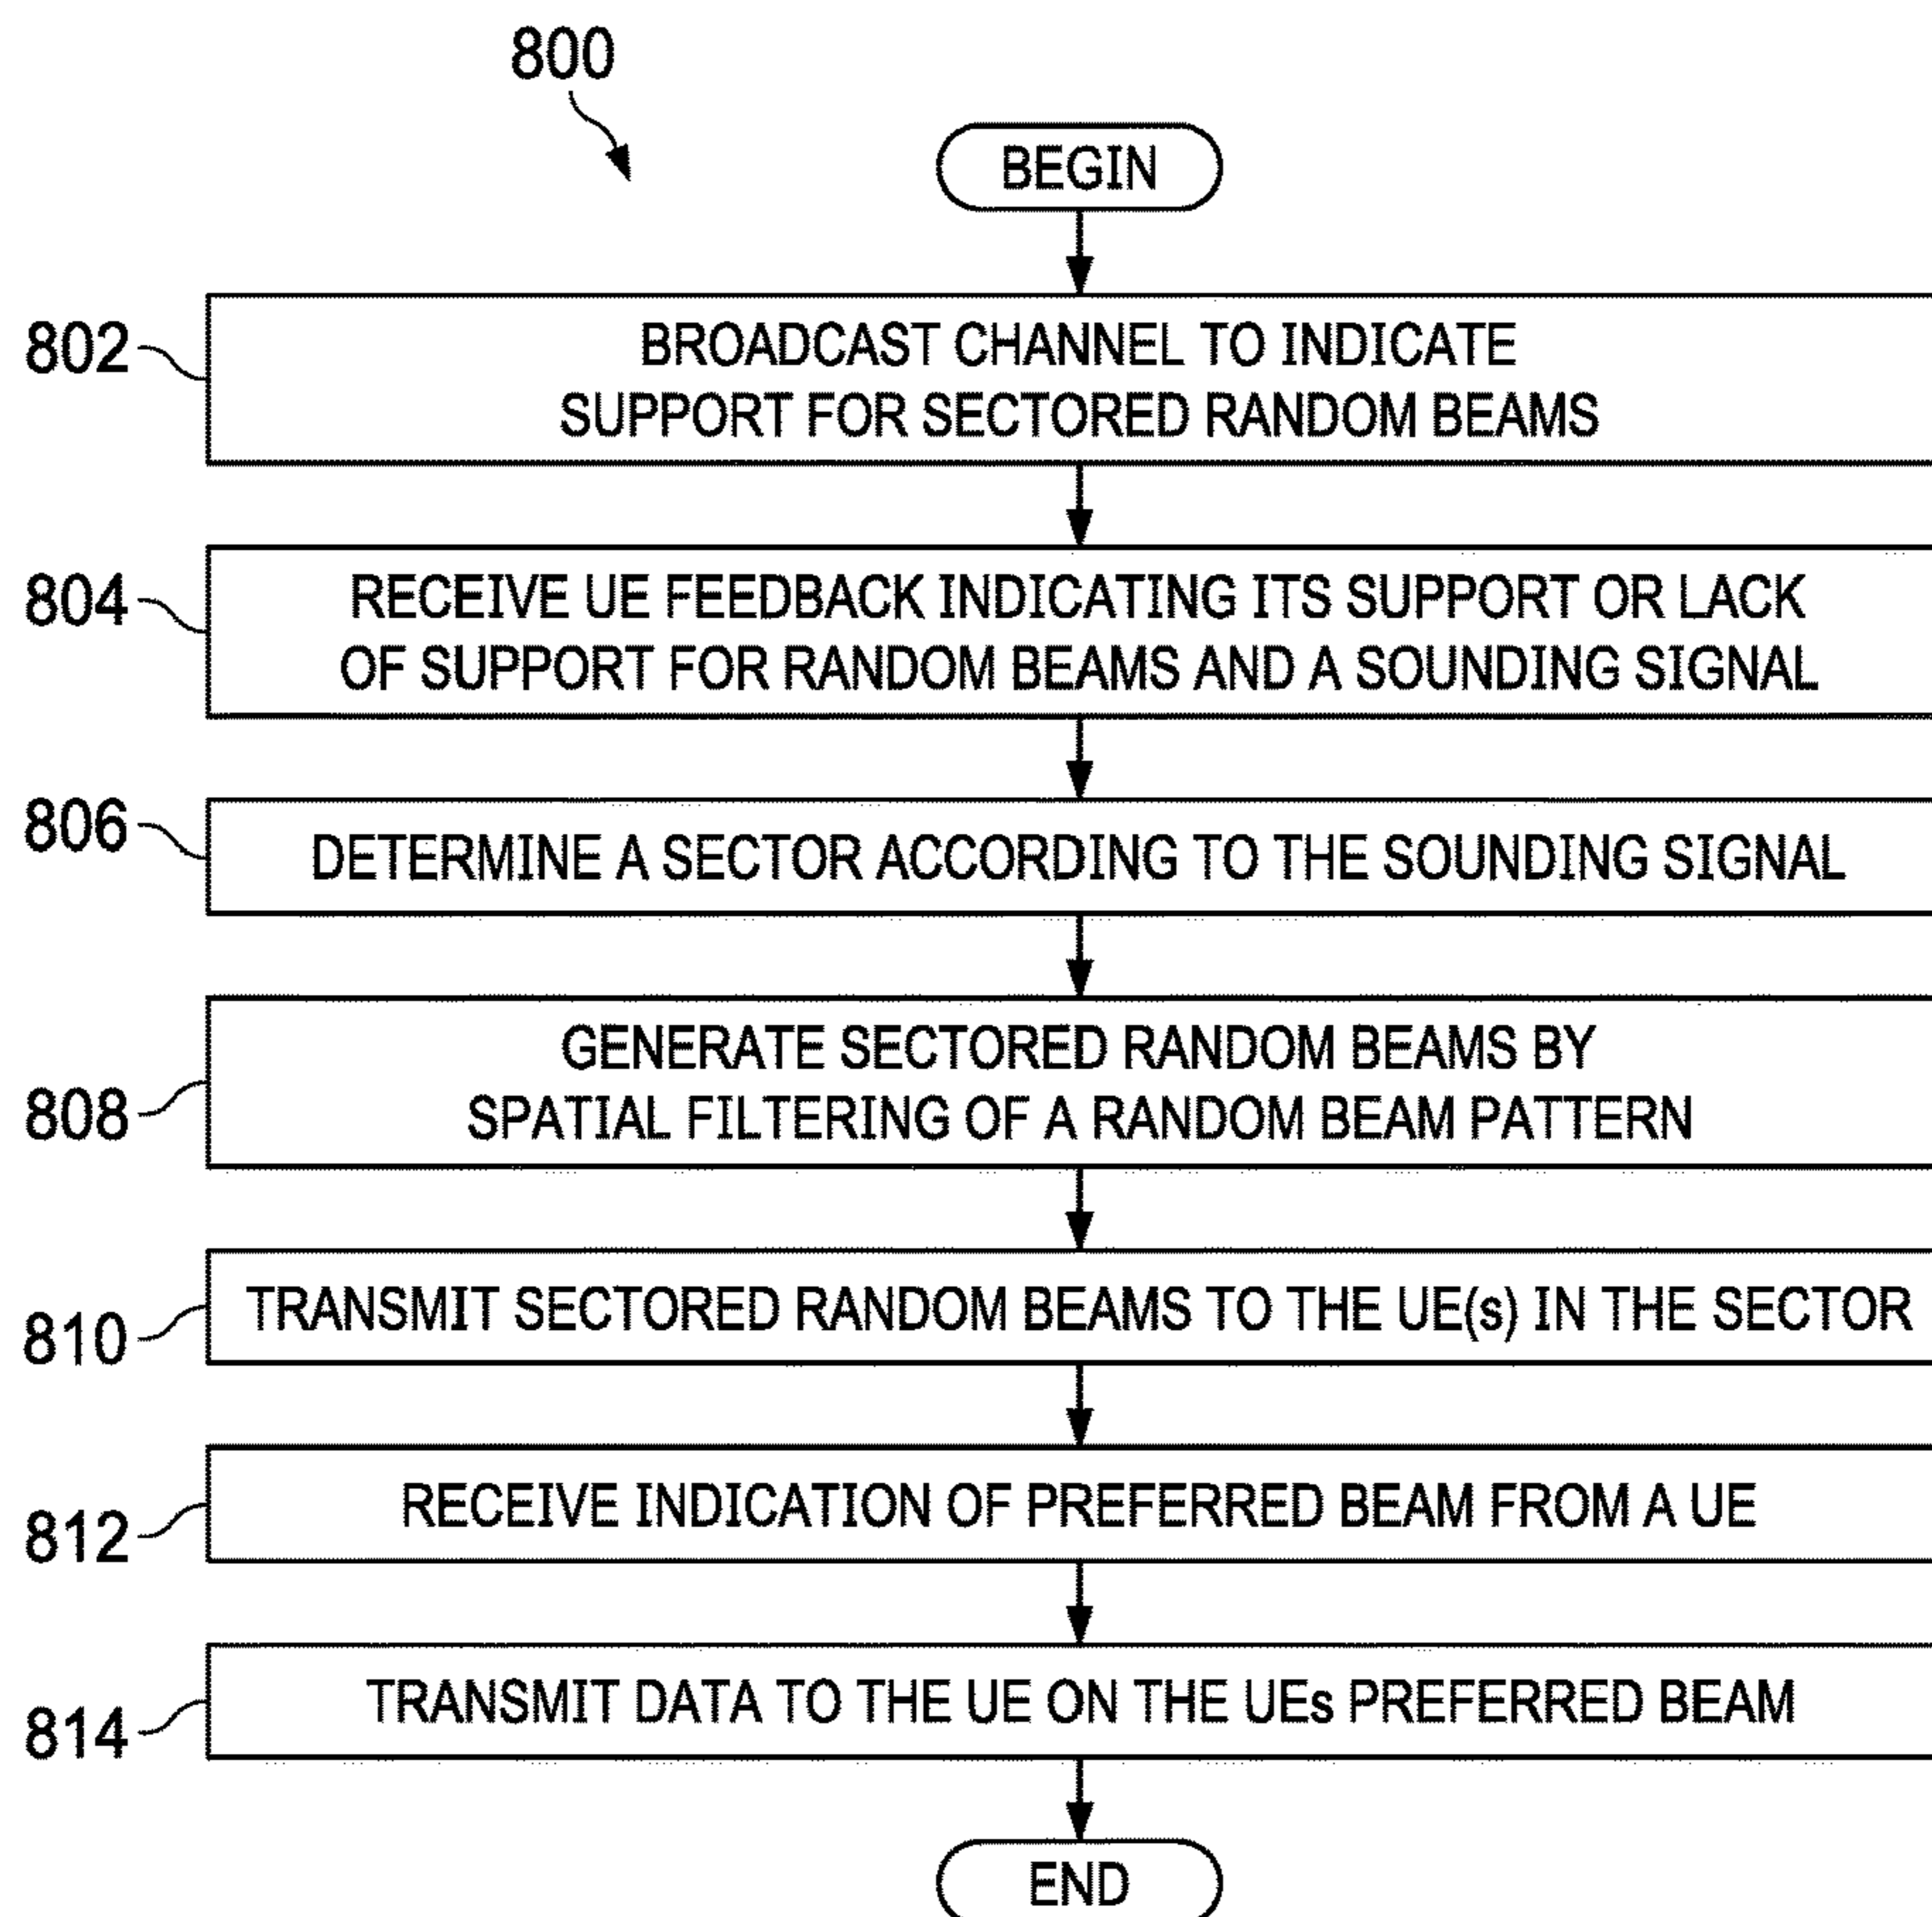 800
BEGIN
802
BROADCAST CHANNEL TO INDICATE
SUPPORT FOR SECTORED RANDOM BEAMS
804
RECEIVE UE FEEDBACK INDICATING ITS SUPPORT OR LACK
OF SUPPORT FOR RANDOM BEAMS AND A SOUNDING SIGNAL
806
DETERMINE A SECTOR ACCORDING TO THE SOUNDING SIGNAL
808
GENERATE SECTORED RANDOM BEAMS BY
SPATIAL FILTERING OF A RANDOM BEAM PATTERN
810
TRANSMIT SECTORED RANDOM BEAMS TO THE UE(s) IN THE SECTOR
812
RECEIVE INDICATION OF PREFERRED BEAM FROM A UE
814
TRANSMIT DATA TO THE UE ON THE UEs PREFERRED BEAM
END